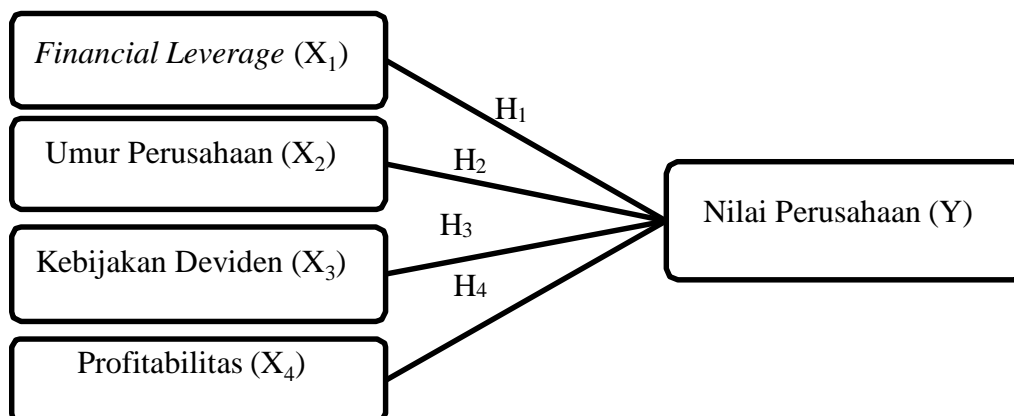 Financial Leverage (X₁)
H₁
Umur Perusahaan (X₂)
H₂
Nilai Perusahaan (Y)
H₃
Kebijakan Deviden (X₃)
H₄
Profitabilitas (X₄)